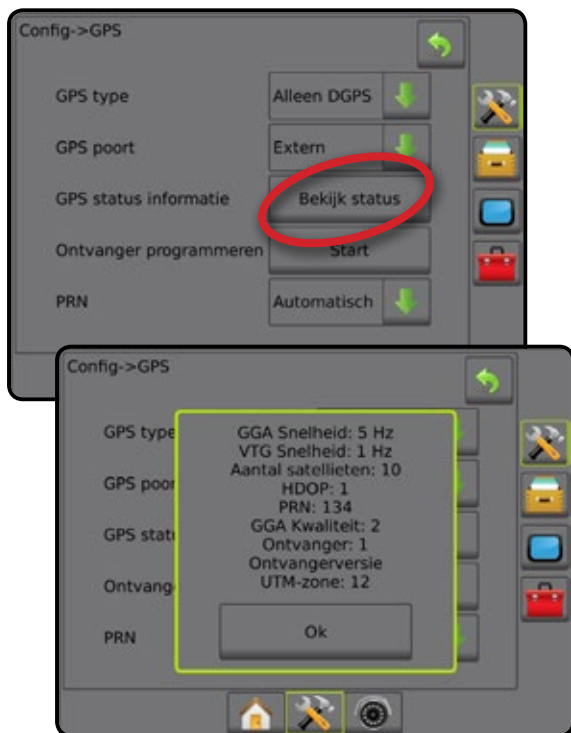 Config->GPS
GPS type Alleen DGPS
GPS poort Extern
GPS status informatie Bekijk status
Ontvanger programmeren Start
PRN Automatisch
Config->GPS
GPS type
GPS poor
GPS stat
Ontvang
PRN
GGA Snelheid: 5 Hz
VTG Snelheid: 1 Hz
Aantal satellieten: 10
HDOP: 1
PRN: 134
GGA Kwaliteit: 2
Ontvanger: 1
Ontvangerversie
UTM-zone: 12
Ok